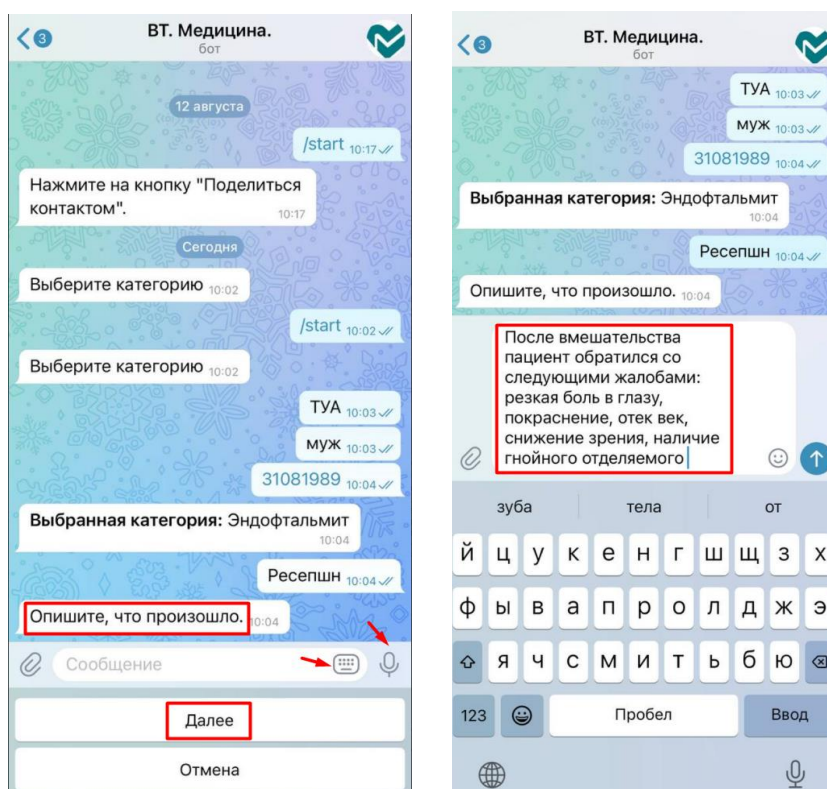 3
ВТ. Медицина.
бот
12 августа
/start 10:17
Нажмите на кнопку "Поделиться
контактом".
10:17
Сегодня
Выберите категорию 10:02
/start 10:02
Выберите категорию 10:02
ТУА 10:03
муж 10:03
31081989 10:04
Выбранная категория: Эндофтальмит
10:04
Ресепшн 10:04
Опишите, что произошло. 10:04
Сообщение
Далее
Отмена
3
ВТ. Медицина.
бот
ТУА 10:03
муж 10:03
31081989 10:04
Выбранная категория: Эндофтальмит
10:04
Ресепшн 10:04
Опишите, что произошло. 10:04
После вмешательства
пациент обратился со
следующими жалобами:
резкая боль в глазу,
покраснение, отек век,
снижение зрения, наличие
гнойного отделяемого
зуба тела от
й ц у к е н г ш щ з х
ф ы в а п р о л д ж э
я ч с м и т ь б ю
123 Пробел Ввод